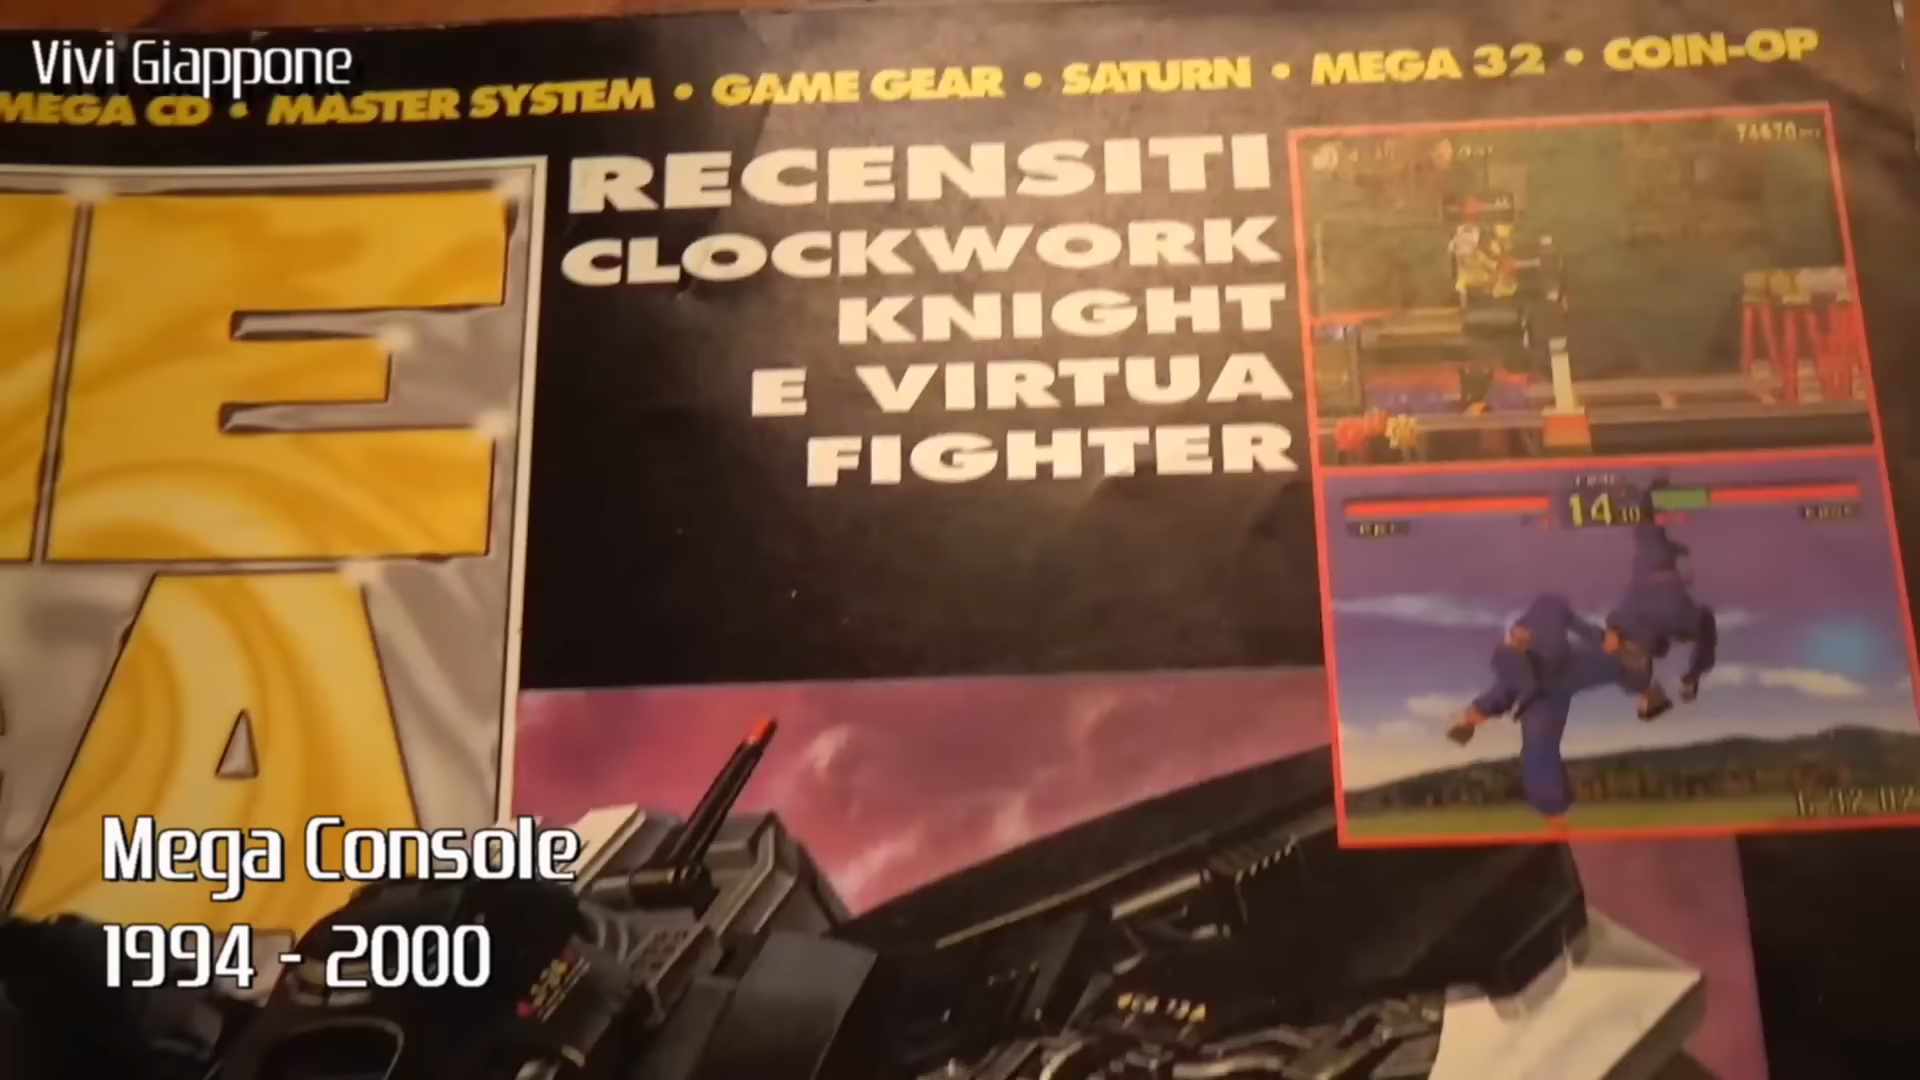 Vivi Giappone
MEGA CD • MASTER SYSTEM • GAME GEAR • SATURN • MEGA 32 • COIN-OP
RECENSITI
CLOCKWORK
KNIGHT
E VIRTUA
FIGHTER
E
A
14
Mega Console
1994 - 2000